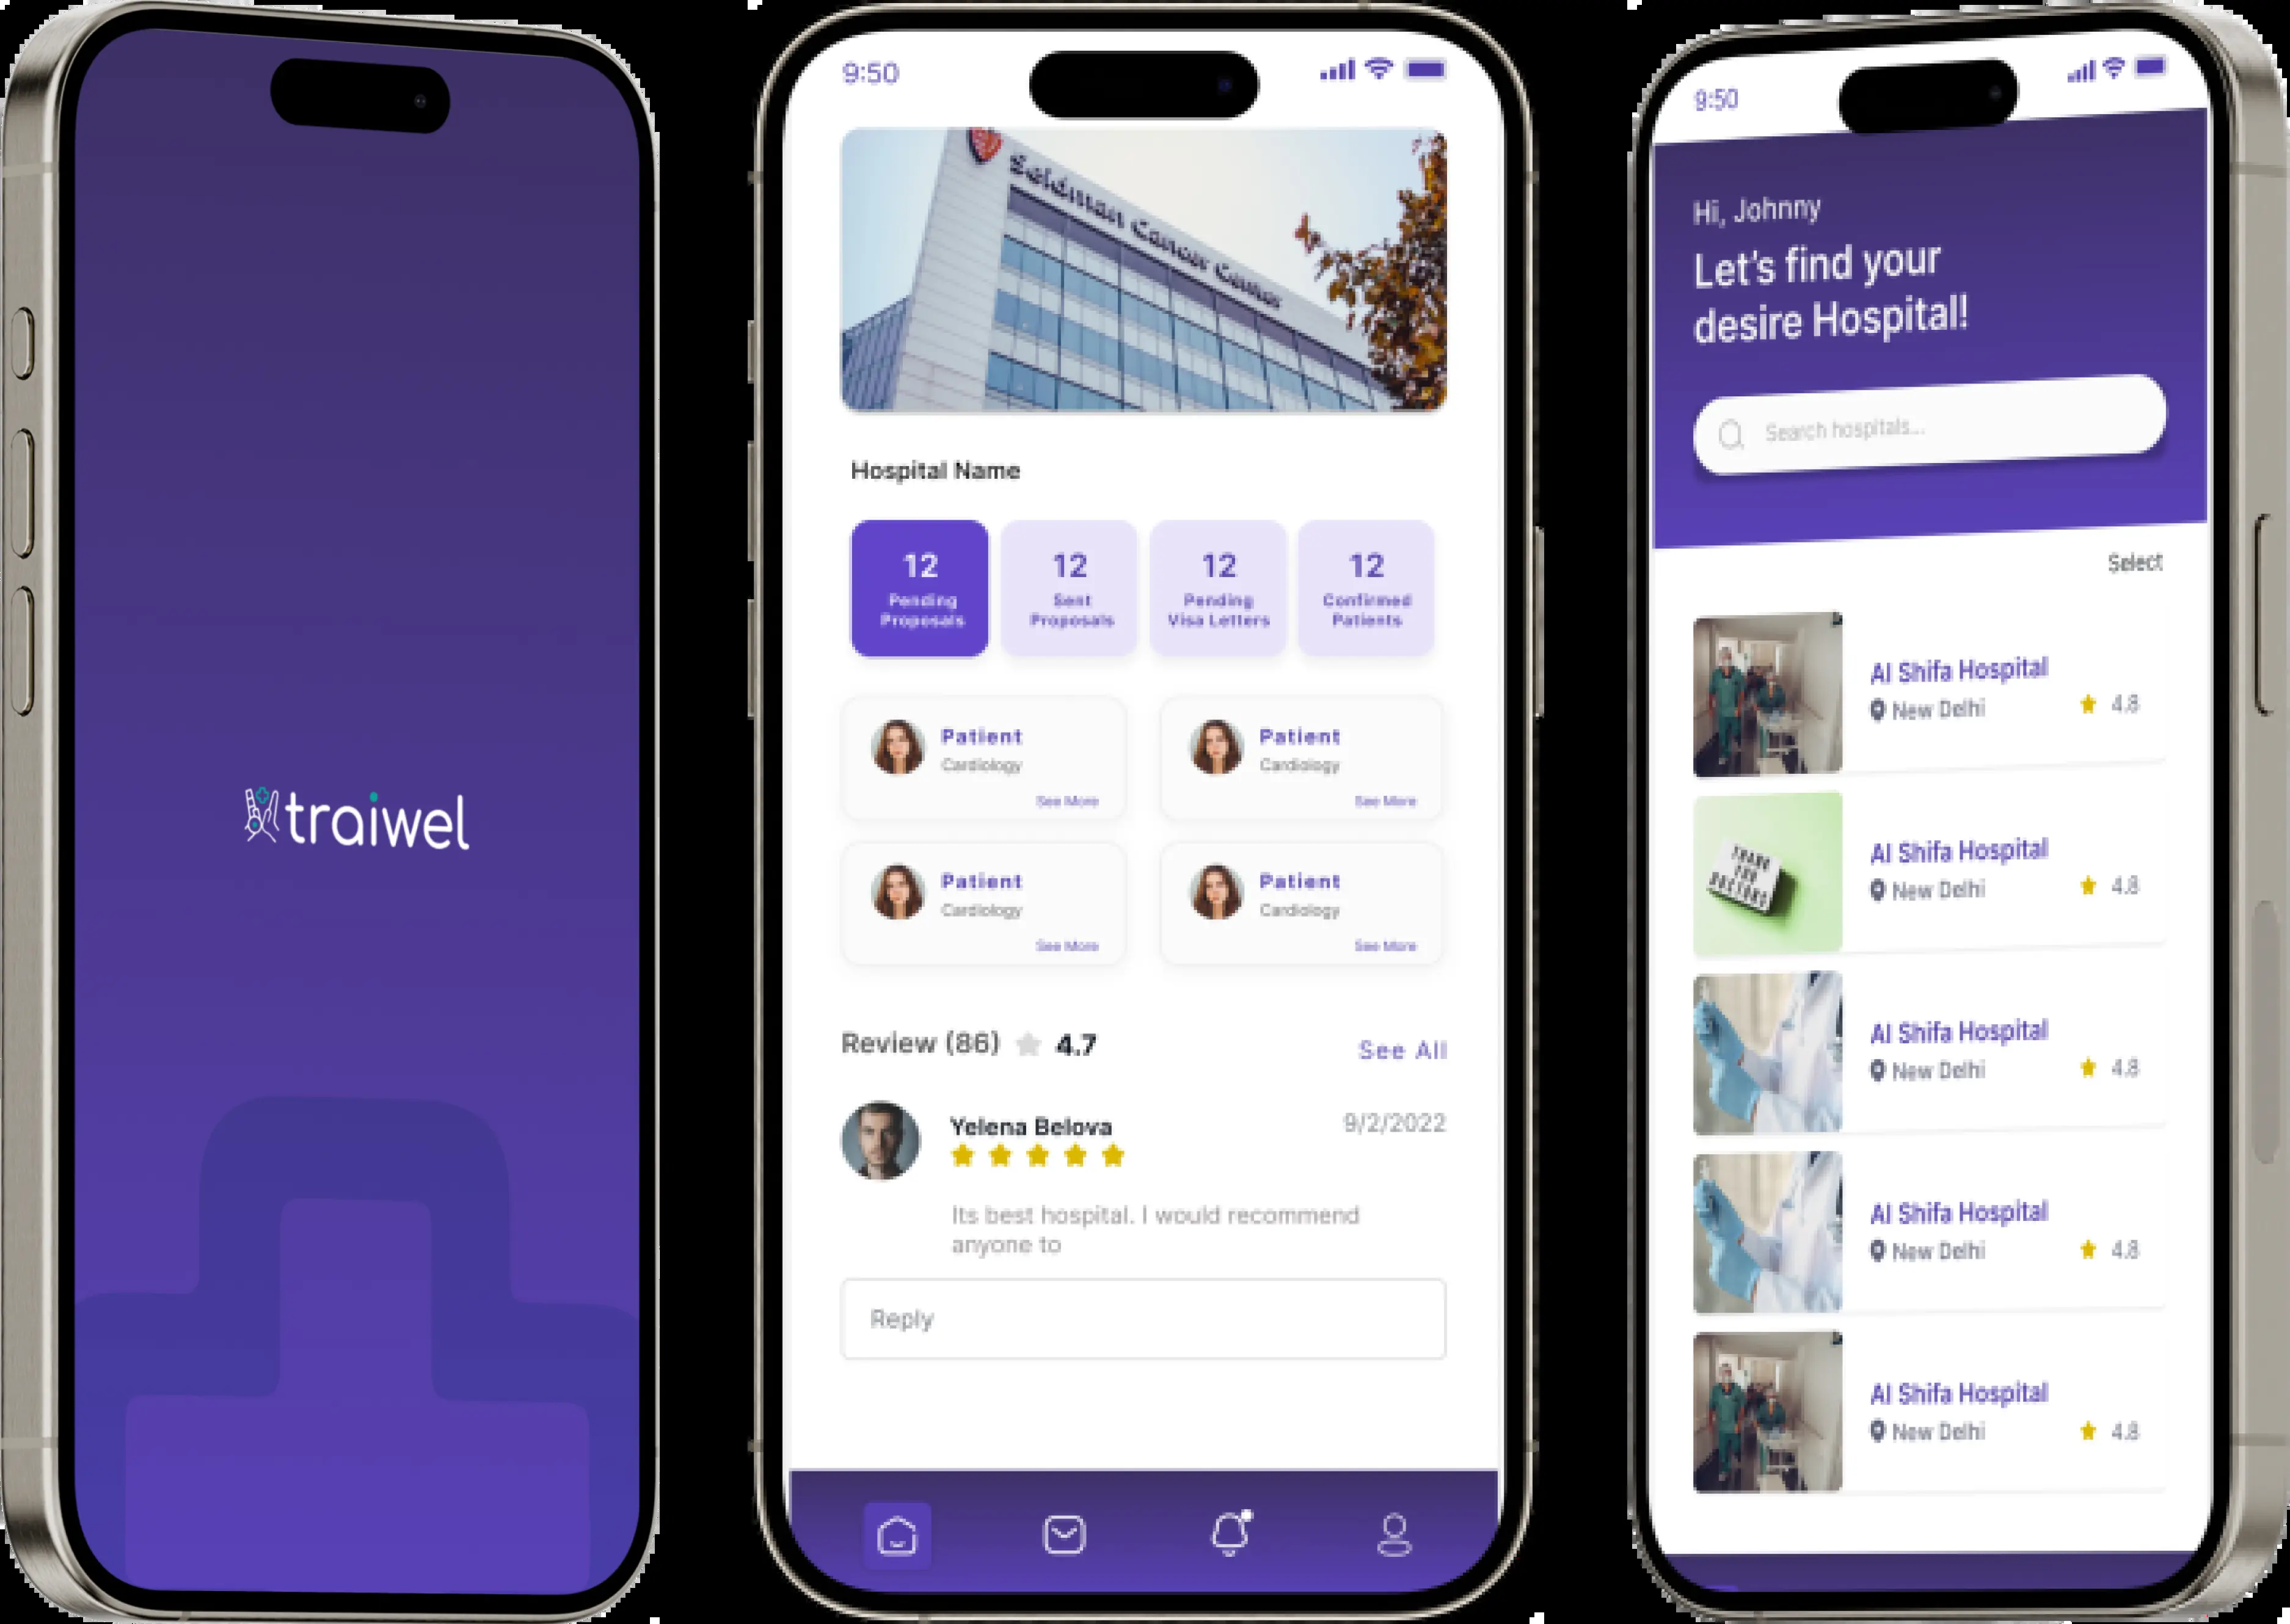 traiwel
9:50
Seidman Cancer Center
Hospital Name
12
Pending
Proposals
12
Sent
Proposals
12
Pending
Visa Letters
12
Confirmed
Patients
Patient
Cardiology
See More
Patient
Cardiology
See More
Patient
Cardiology
See More
Patient
Cardiology
See More
Review (86) 4.7
See All
Yelena Belova
9/2/2022
Its best hospital. I would recommend
anyone to
Reply
9:50
Hi, Johnny
Let's find your
desire Hospital!
Search hospitals...
Select
Al Shifa Hospital
New Delhi 4.8
THANK
YOU
DOCTORS
Al Shifa Hospital
New Delhi 4.8
Al Shifa Hospital
New Delhi 4.8
Al Shifa Hospital
New Delhi 4.8
Al Shifa Hospital
New Delhi 4.8